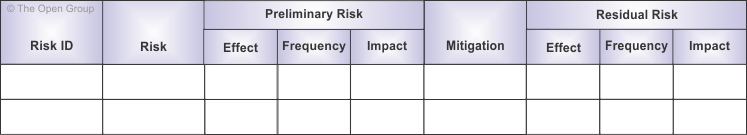 © The Open Group
Preliminary Risk
Residual Risk
Risk ID
Risk
Effect
Frequency
Impact
Mitigation
Effect
Frequency
Impact